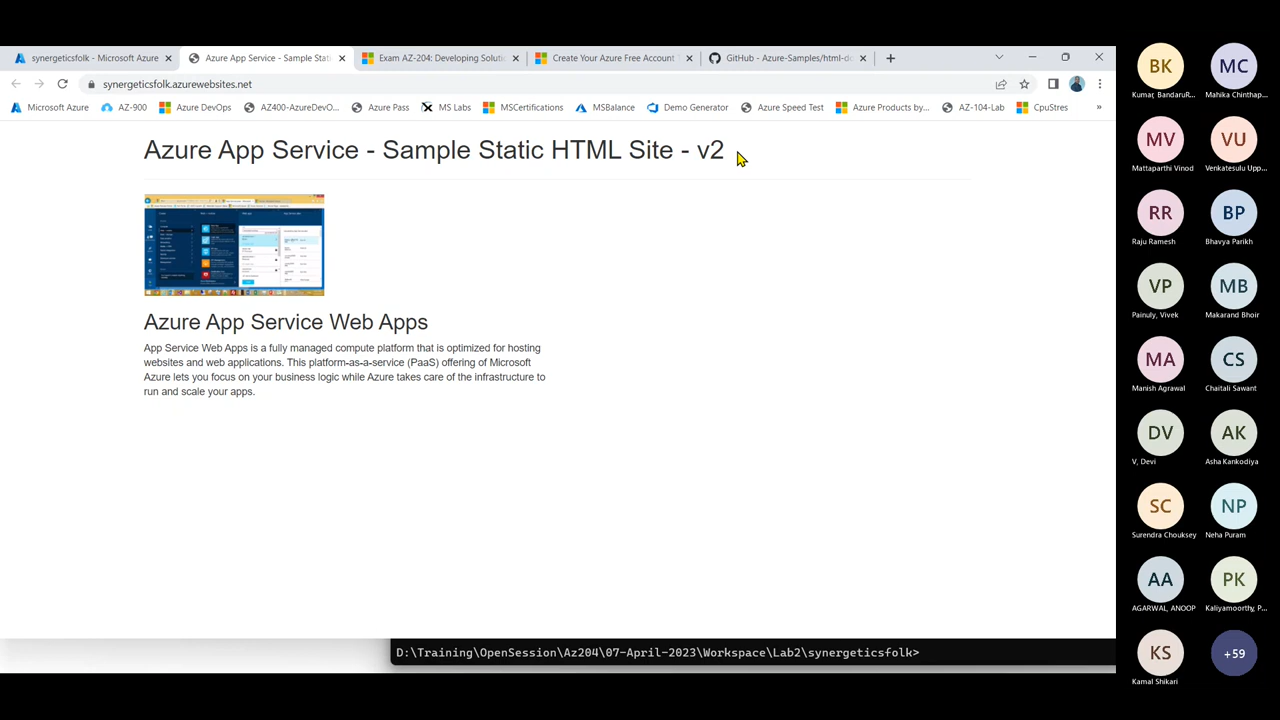 synergeticsfolk - Microsoft Azure
Azure App Service - Sample Stati
Exam AZ-204: Developing Solutio
Create Your Azure Free Account
GitHub - Azure-Samples/html-do
synergeticsfolk.azurewebsites.net
Microsoft Azure
AZ-900
Azure DevOps
AZ400-AzureDevO...
Azure Pass
MS Labs
MSCertifications
MSBalance
Demo Generator
Azure Speed Test
Azure Products by...
AZ-104-Lab
CpuStres
Azure App Service - Sample Static HTML Site - v2
Azure App Service Web Apps
App Service Web Apps is a fully managed compute platform that is optimized for hosting
websites and web applications. This platform-as-a-service (PaaS) offering of Microsoft
Azure lets you focus on your business logic while Azure takes care of the infrastructure to
run and scale your apps.
D:\Training\OpenSession\Az204\07-April-2023\Workspace\Lab2\synergeticsfolk>
BK
Kumar, BandaruR...
MC
Mahika Chinthap...
MV
Mattaparthi Vinod
VU
Venkatesulu Upp...
RR
Raju Ramesh
BP
Bhavya Parikh
VP
Painuly, Vivek
MB
Makarand Bhoir
MA
Manish Agrawal
CS
Chaitali Sawant
DV
V, Devi
AK
Asha Kankodiya
SC
Surendra Chouksey
NP
Neha Puram
AA
AGARWAL, ANOOP
PK
Kaliyamoorthy, P...
KS
Kamal Shikari
+59